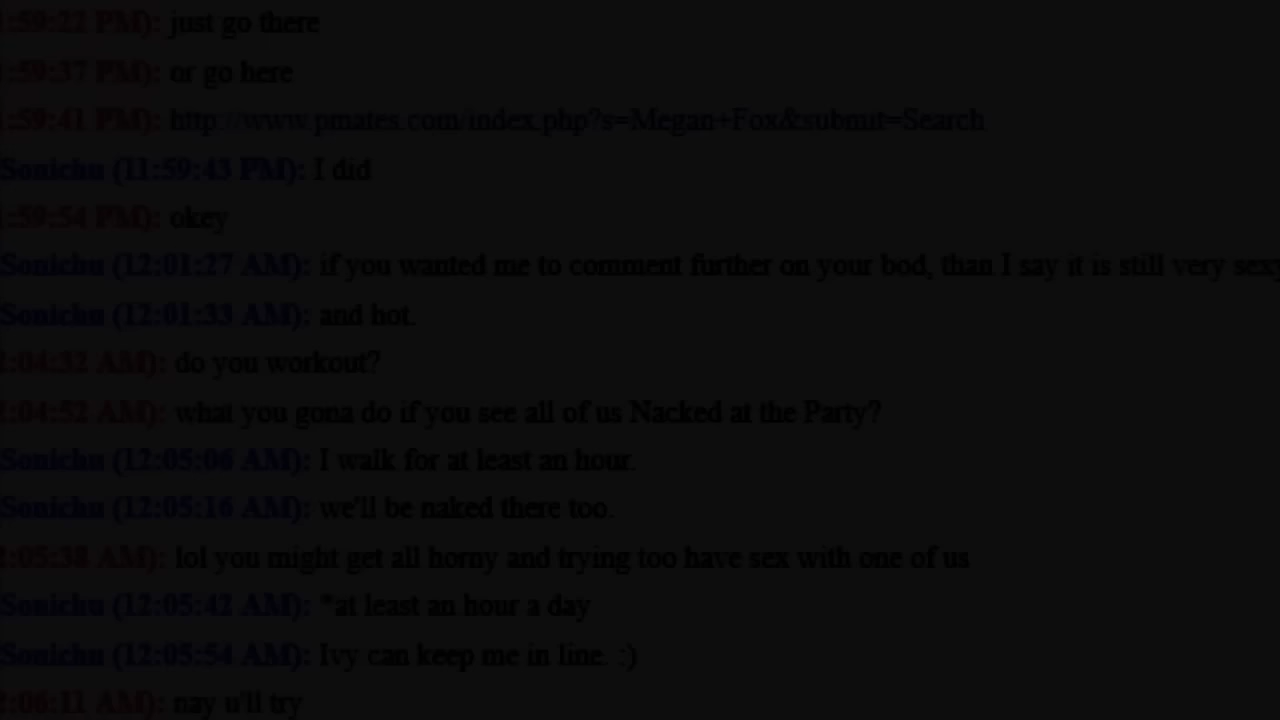 :59:22 PM): just go there
:59:37 PM): or go here
:59:41 PM): http://www.pmates.com/index.php?s=Megan+Fox&submit=Search
Sonichu (11:59:43 PM): I did
:59:54 PM): okey
Sonichu (12:01:27 AM): if you wanted me to comment further on your bod, than I say it is still very sexy
Sonichu (12:01:33 AM): and hot.
:04:32 AM): do you workout?
:04:52 AM): what you gona do if you see all of us Nacked at the Party?
Sonichu (12:05:06 AM): I walk for at least an hour.
Sonichu (12:05:16 AM): we'll be naked there too.
:05:38 AM): lol you might get all horny and trying too have sex with one of us
Sonichu (12:05:42 AM): *at least an hour a day
Sonichu (12:05:54 AM): Ivy can keep me in line. :)
:06:11 AM): nay u'll try